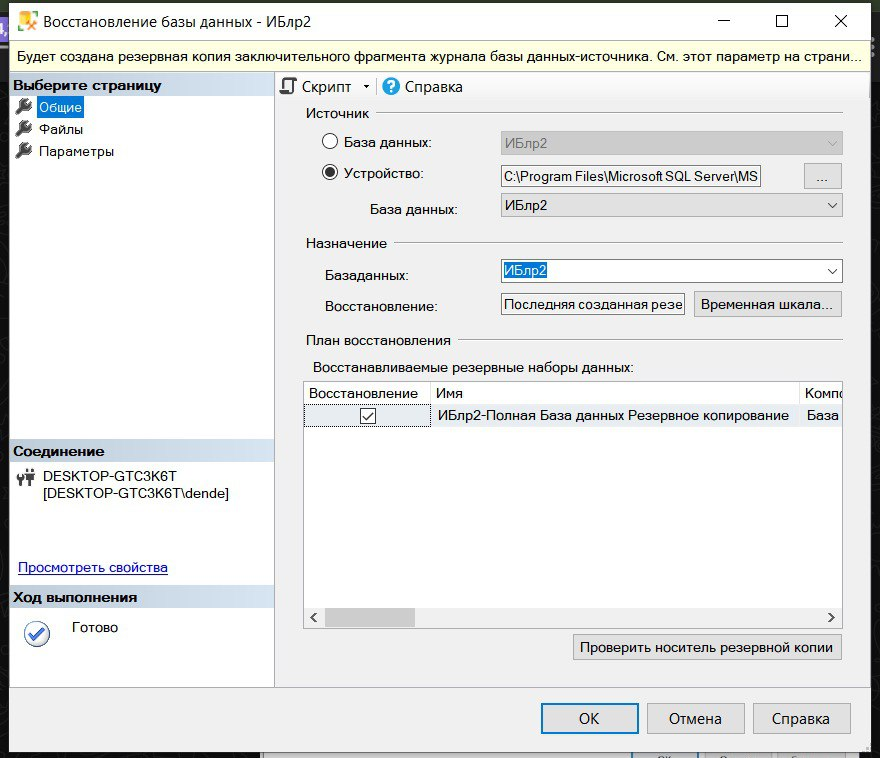 Восстановление базы данных - ИБлр2
Будет создана резервная копия заключительного фрагмента журнала базы данных-источника. См. этот параметр на страни...
Выберите страницу
Общие
Файлы
Параметры
Скрипт
Справка
Источник
База данных:
ИБлр2
Устройство:
C:\Program Files\Microsoft SQL Server\MS
...
База данных:
ИБлр2
Назначение
Базаданных:
ИБлр2
Восстановление:
Последняя созданная резе
Временная шкала...
План восстановления
Восстанавливаемые резервные наборы данных:
Восстановление Имя Компо
ИБлр2-Полная База данных Резервное копирование База
Соединение
DESKTOP-GTC3K6T
[DESKTOP-GTC3K6T\dende]
Просмотреть свойства
Ход выполнения
Готово
Проверить носитель резервной копии
ОК
Отмена
Справка